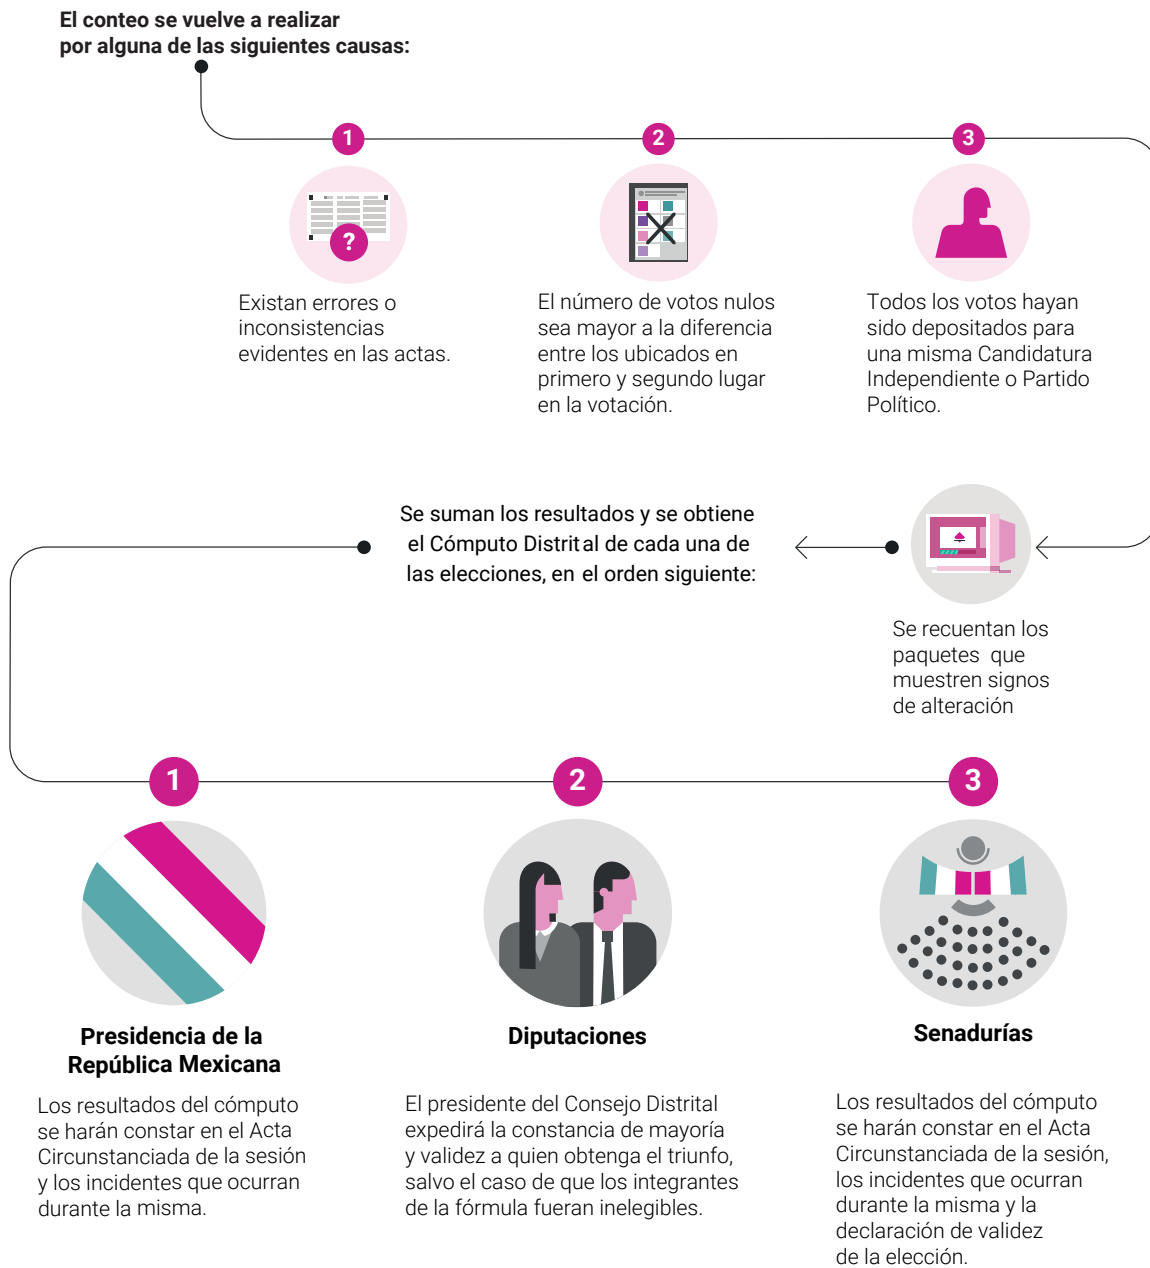 El conteo se vuelve a realizar
por alguna de las siguientes causas:
1
2
3
?
Existan errores o
inconsistencias
evidentes en las actas.
El número de votos nulos
sea mayor a la diferencia
entre los ubicados en
primero y segundo lugar
en la votación.
Todos los votos hayan
sido depositados para
una misma Candidatura
Independiente o Partido
Político.
Se suman los resultados y se obtiene
el Cómputo Distrital de cada una de
las elecciones, en el orden siguiente:
Se recuentan los
paquetes que
muestren signos
de alteración
1
2
3
Presidencia de la
República Mexicana
Los resultados del cómputo
se harán constar en el Acta
Circunstanciada de la sesión
y los incidentes que ocurran
durante la misma.
Diputaciones
El presidente del Consejo Distrital
expedirá la constancia de mayoría
y validez a quien obtenga el triunfo,
salvo el caso de que los integrantes
de la fórmula fueran inelegibles.
Senadurías
Los resultados del cómputo
se harán constar en el Acta
Circunstanciada de la sesión,
los incidentes que ocurran
durante la misma y la
declaración de validez
de la elección.